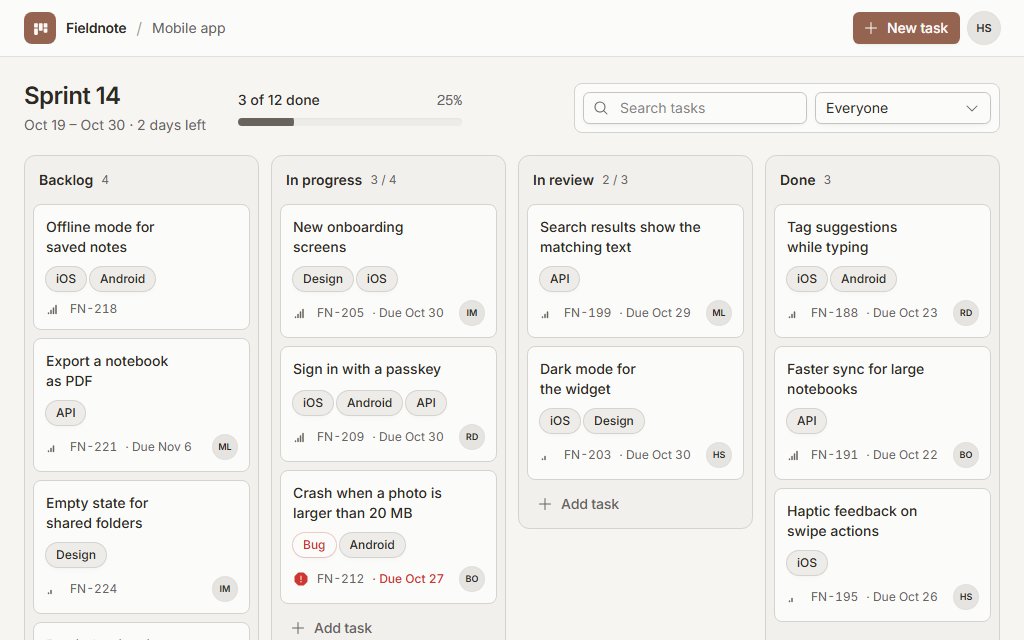 Fieldnote / Mobile app
New task
HS
Sprint 14
Oct 19 – Oct 30 · 2 days left
3 of 12 done
25%
Search tasks
Everyone
Backlog 4
Offline mode for
saved notes
iOS
Android
FN-218
Export a notebook
as PDF
API
FN-221 · Due Nov 6
ML
Empty state for
shared folders
Design
FN-224
IM
In progress 3 / 4
New onboarding
screens
Design
iOS
FN-205 · Due Oct 30
IM
Sign in with a passkey
iOS
Android
API
FN-209 · Due Oct 30
RD
Crash when a photo is
larger than 20 MB
Bug
Android
FN-212 · Due Oct 27
BO
Add task
In review 2 / 3
Search results show the
matching text
API
FN-199 · Due Oct 29
ML
Dark mode for
the widget
iOS
Design
FN-203 · Due Oct 30
HS
Add task
Done 3
Tag suggestions
while typing
iOS
Android
FN-188 · Due Oct 23
RD
Faster sync for large
notebooks
API
FN-191 · Due Oct 22
BO
Haptic feedback on
swipe actions
iOS
FN-195 · Due Oct 26
HS